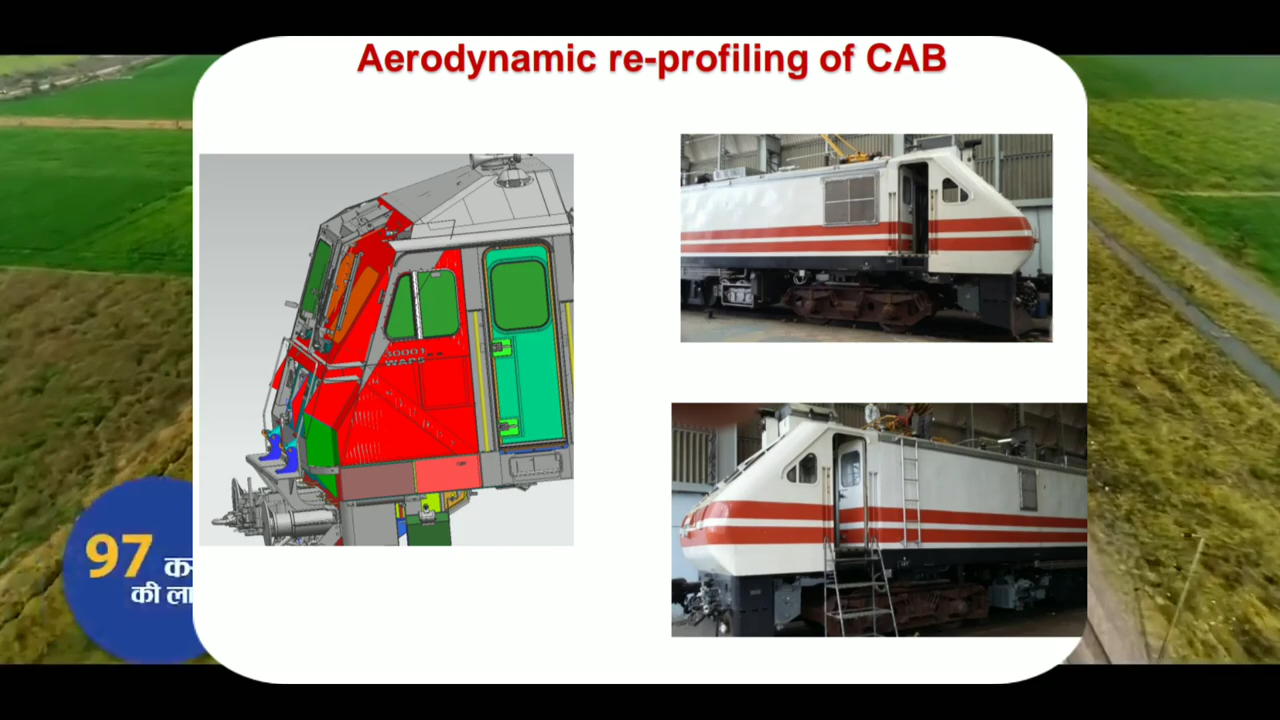 Aerodynamic re-profiling of CAB
30001
WAP5
97
की